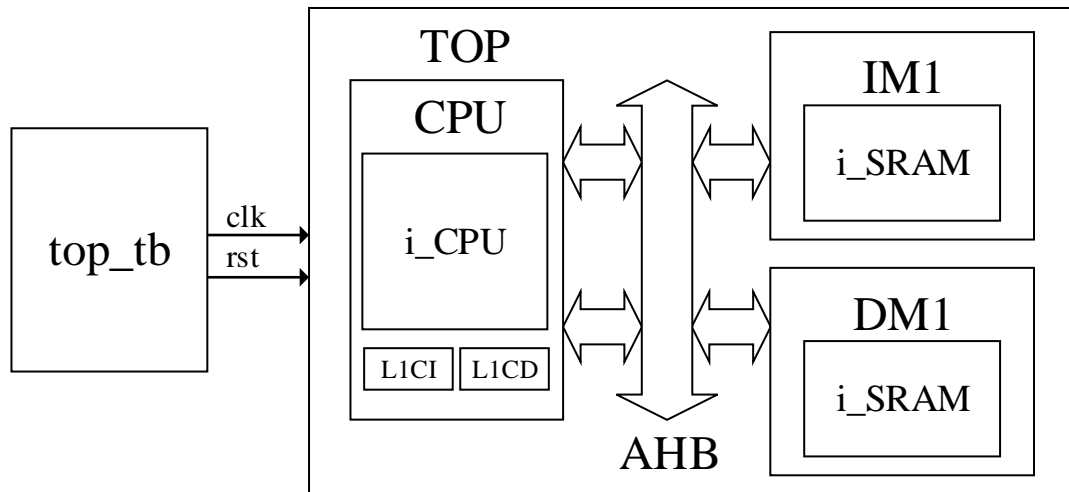 top_tb
clk
rst
TOP
CPU
i_CPU
L1CI L1CD
AHB
IM1
i_SRAM
DM1
i_SRAM